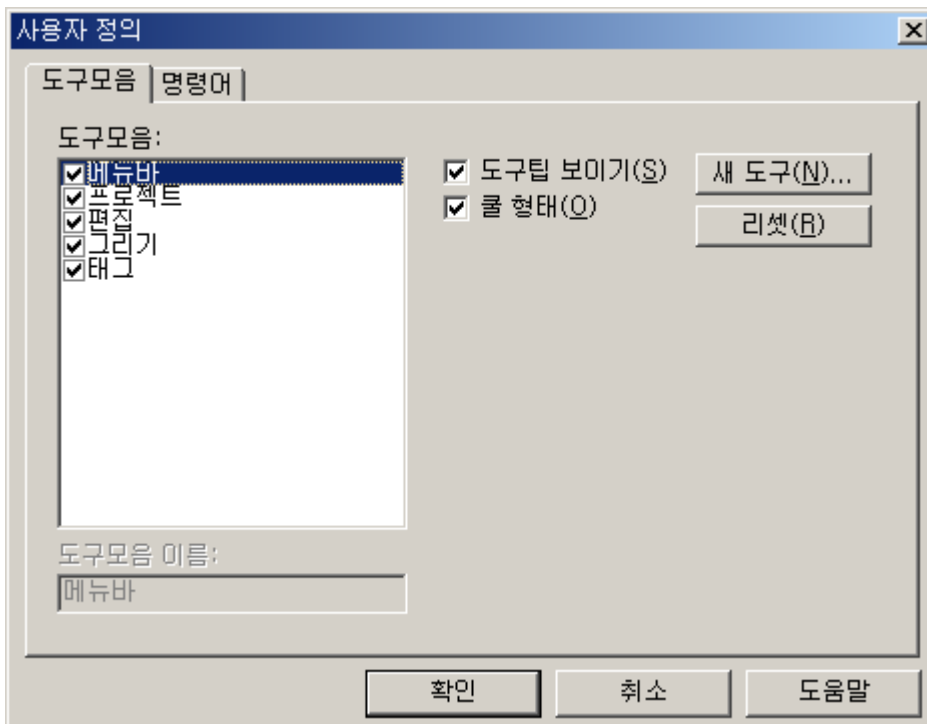 사용자 정의
도구모음 명령어
도구모음:
메뉴바
프로젝트
편집
그리기
태그
도구팁 보이기(S)
쿨 형태(O)
새 도구(N)...
리셋(R)
도구모음 이름:
메뉴바
확인 취소 도움말